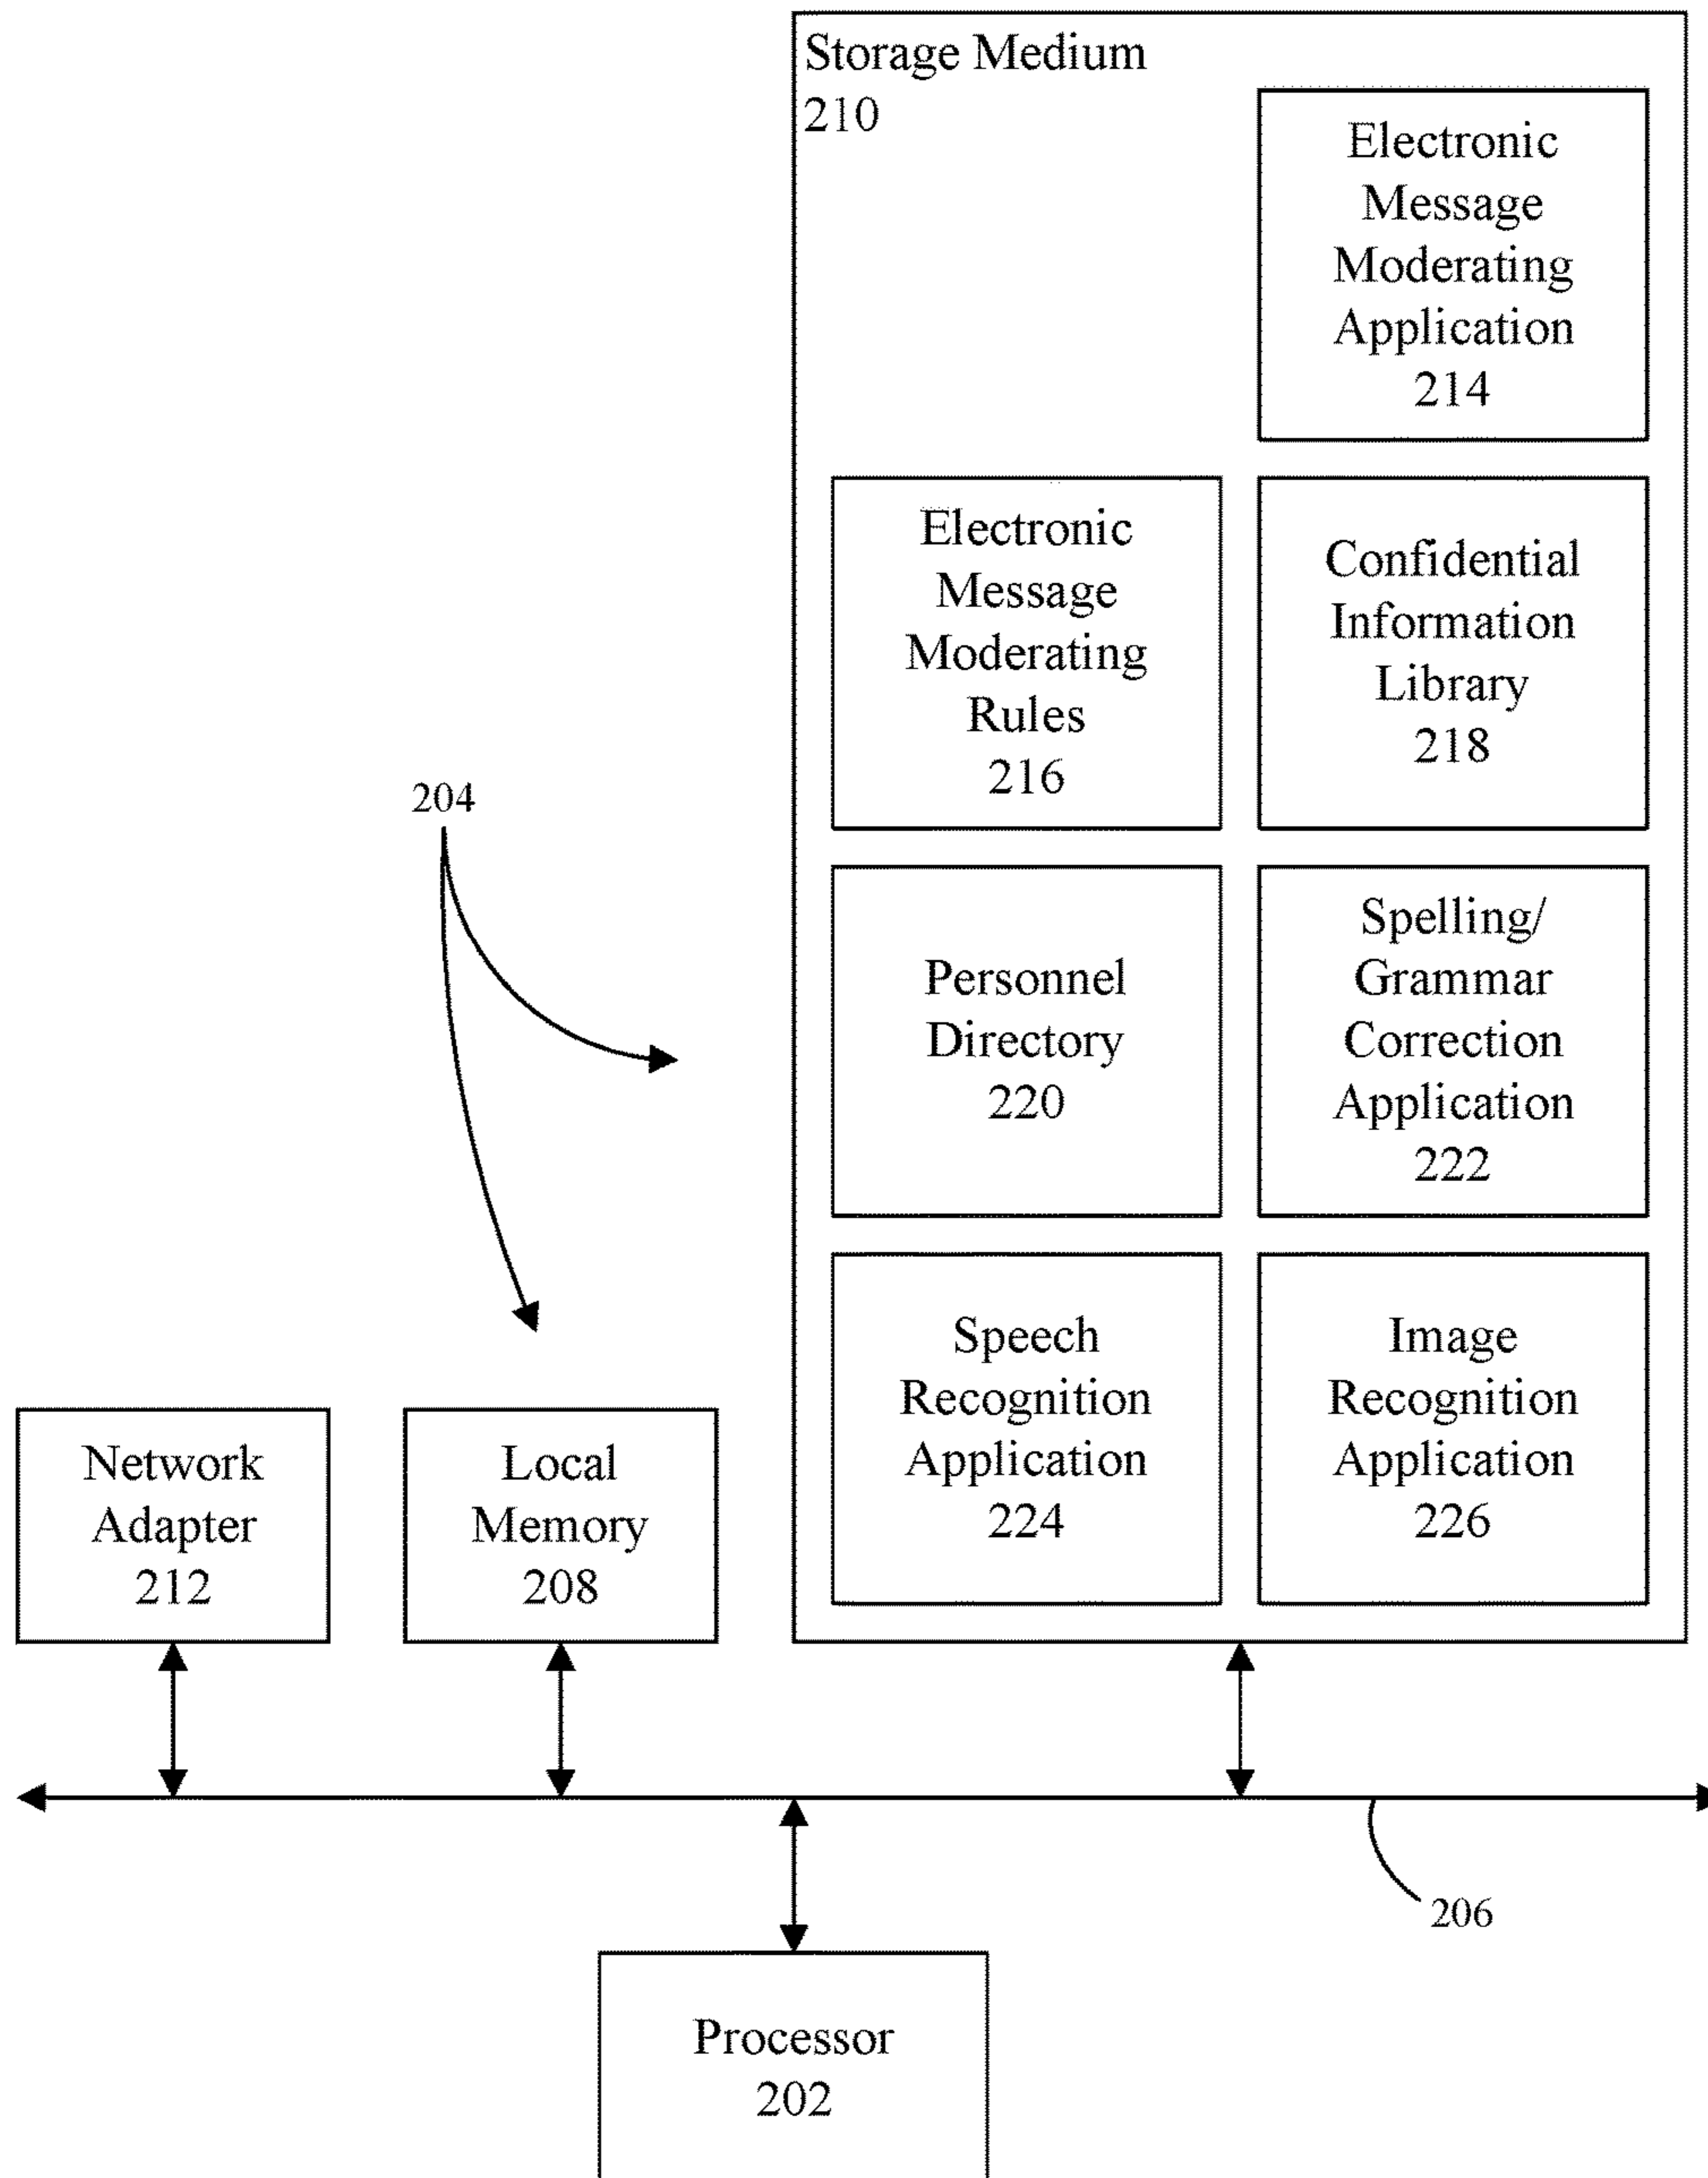 Storage Medium
210
Electronic
Message
Moderating
Application
214
Electronic
Message
Moderating
Rules
216
Confidential
Information
Library
218
204
Personnel
Directory
220
Spelling/
Grammar
Correction
Application
222
Speech
Recognition
Application
224
Image
Recognition
Application
226
Network
Adapter
212
Local
Memory
208
206
Processor
202